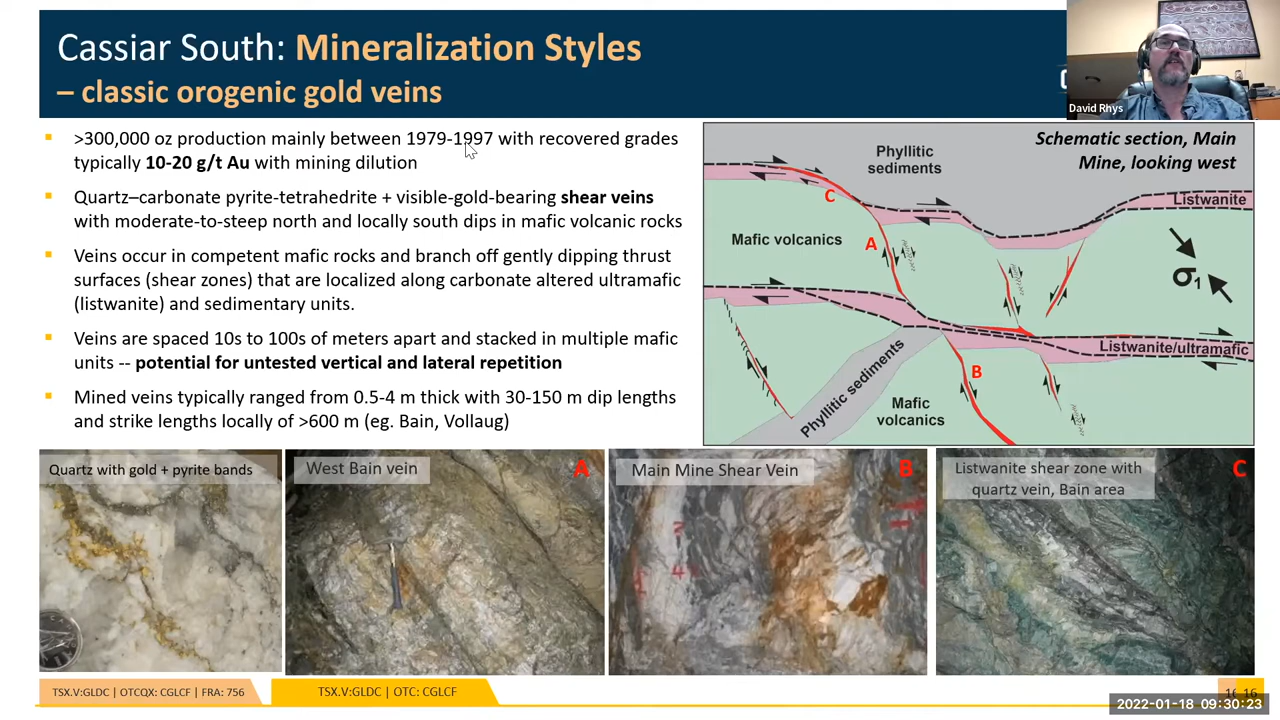 Cassiar South: Mineralization Styles
– classic orogenic gold veins
David Rhys
>300,000 oz production mainly between 1979-1997 with recovered grades
typically 10-20 g/t Au with mining dilution
Quartz–carbonate pyrite-tetrahedrite + visible-gold-bearing shear veins
with moderate-to-steep north and locally south dips in mafic volcanic rocks
Veins occur in competent mafic rocks and branch off gently dipping thrust
surfaces (shear zones) that are localized along carbonate altered ultramafic
(listwanite) and sedimentary units.
Veins are spaced 10s to 100s of meters apart and stacked in multiple mafic
units -- potential for untested vertical and lateral repetition
Mined veins typically ranged from 0.5-4 m thick with 30-150 m dip lengths
and strike lengths locally of >600 m (eg. Bain, Vollaug)
Schematic section, Main
Mine, looking west
Phyllitic
sediments
Listwanite
C
Mafic volcanics
A
σ1
Listwanite/ultramafic
Phyllitic sediments
B
Mafic
volcanics
Quartz with gold + pyrite bands
West Bain vein
A
Main Mine Shear Vein
B
Listwanite shear zone with
quartz vein, Bain area
C
TSX.V:GLDC | OTCQX: CGLCF | FRA: 756
TSX.V:GLDC | OTC: CGLCF
16 16
2022-01-18 09:30:23